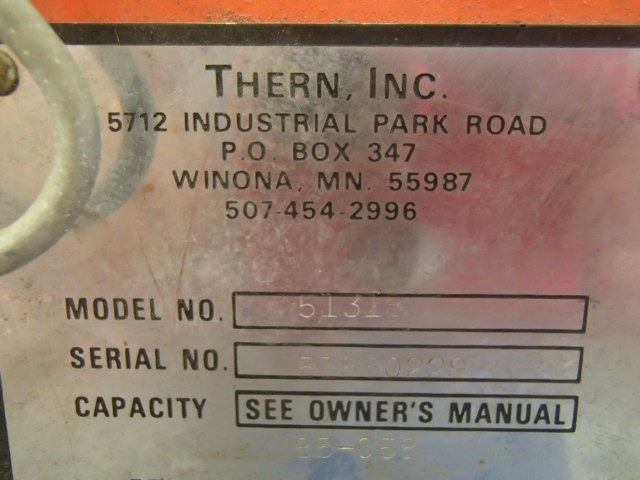 THERN, INC.
5712 INDUSTRIAL PARK ROAD
P.O. BOX 347
WINONA, MN. 55987
507-454-2996
MODEL NO.
SERIAL NO.
CAPACITY SEE OWNER'S MANUAL